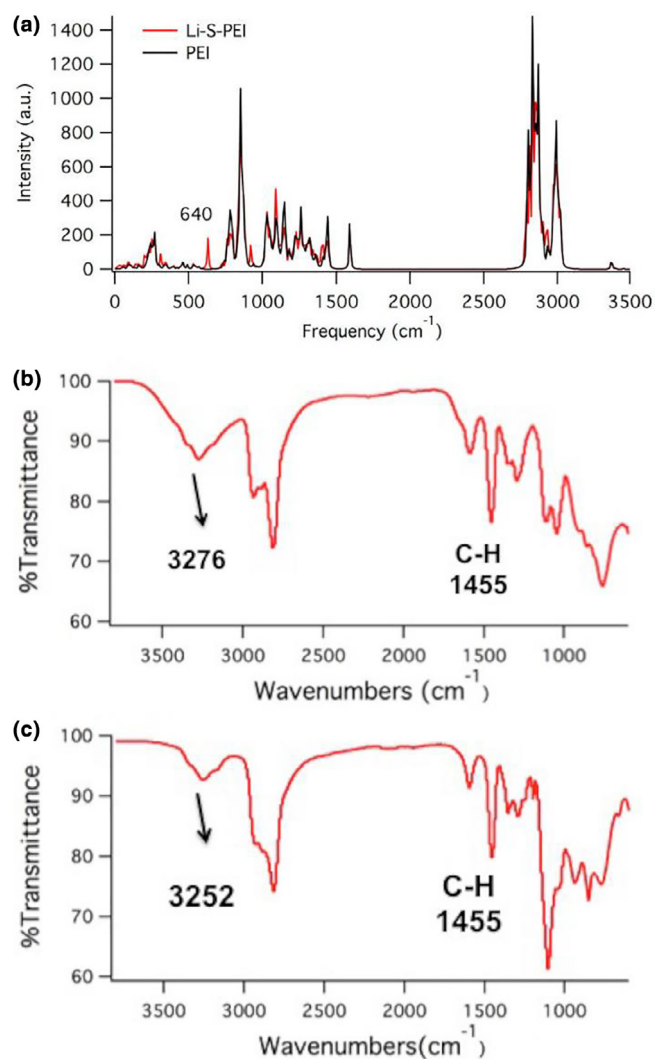 (a)
Li-S-PEI
PEI
1400
1200
1000
800
600
400
200
0
Intensity (a.u.)
640
0 500 1000 1500 2000 2500 3000 3500
Frequency (cm⁻¹)
(b)
100
90
80
70
60
%Transmittance
3276
C-H
1455
3500 3000 2500 2000 1500 1000
Wavenumbers (cm⁻¹)
(c)
100
90
80
70
60
%Transmittance
3252
C-H
1455
3500 3000 2500 2000 1500 1000
Wavenumbers(cm⁻¹)